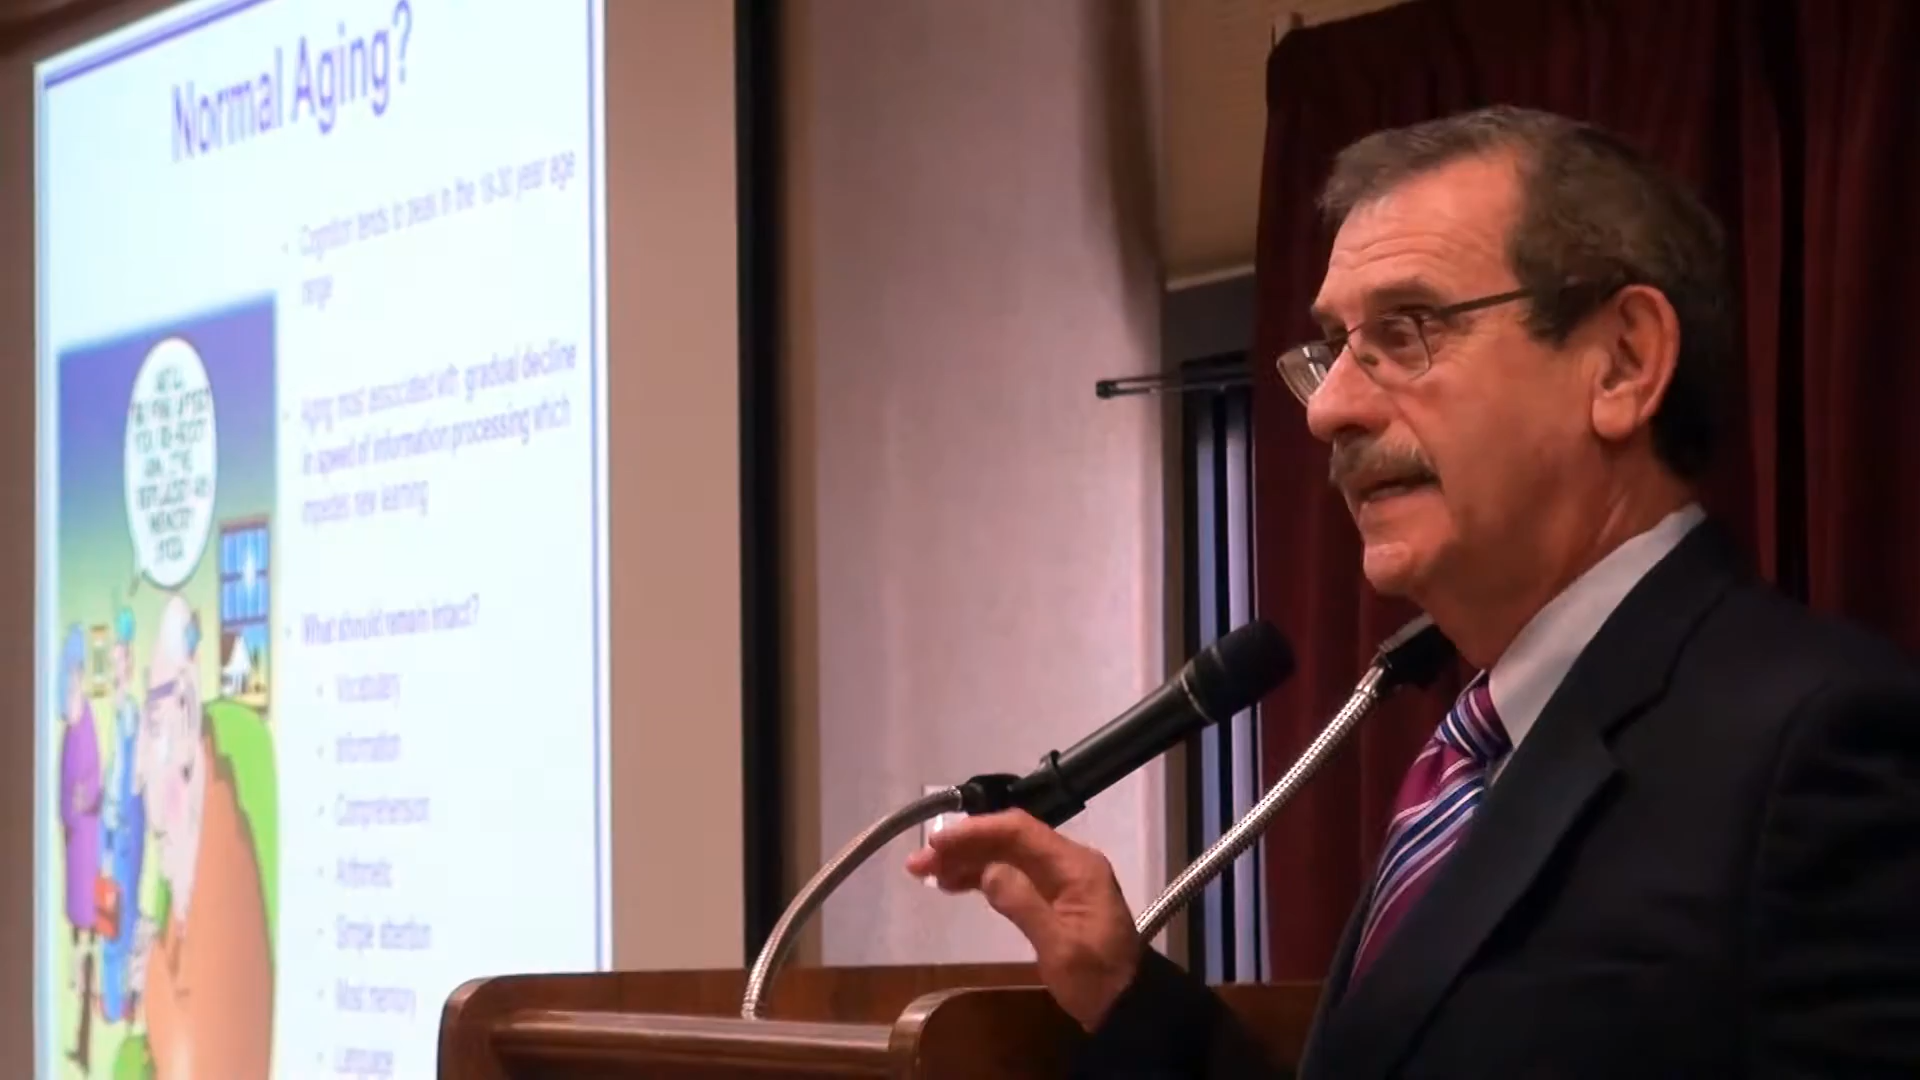 Normal Aging?
• Cognition tends to peak in the 18-30 year age
range
• Aging most associated with gradual decline
in speed of information processing which
impedes new learning
• What should remain intact?
• Vocabulary
• Information
• Comprehension
• Arithmetic
• Simple attention
• Most memory
• Language